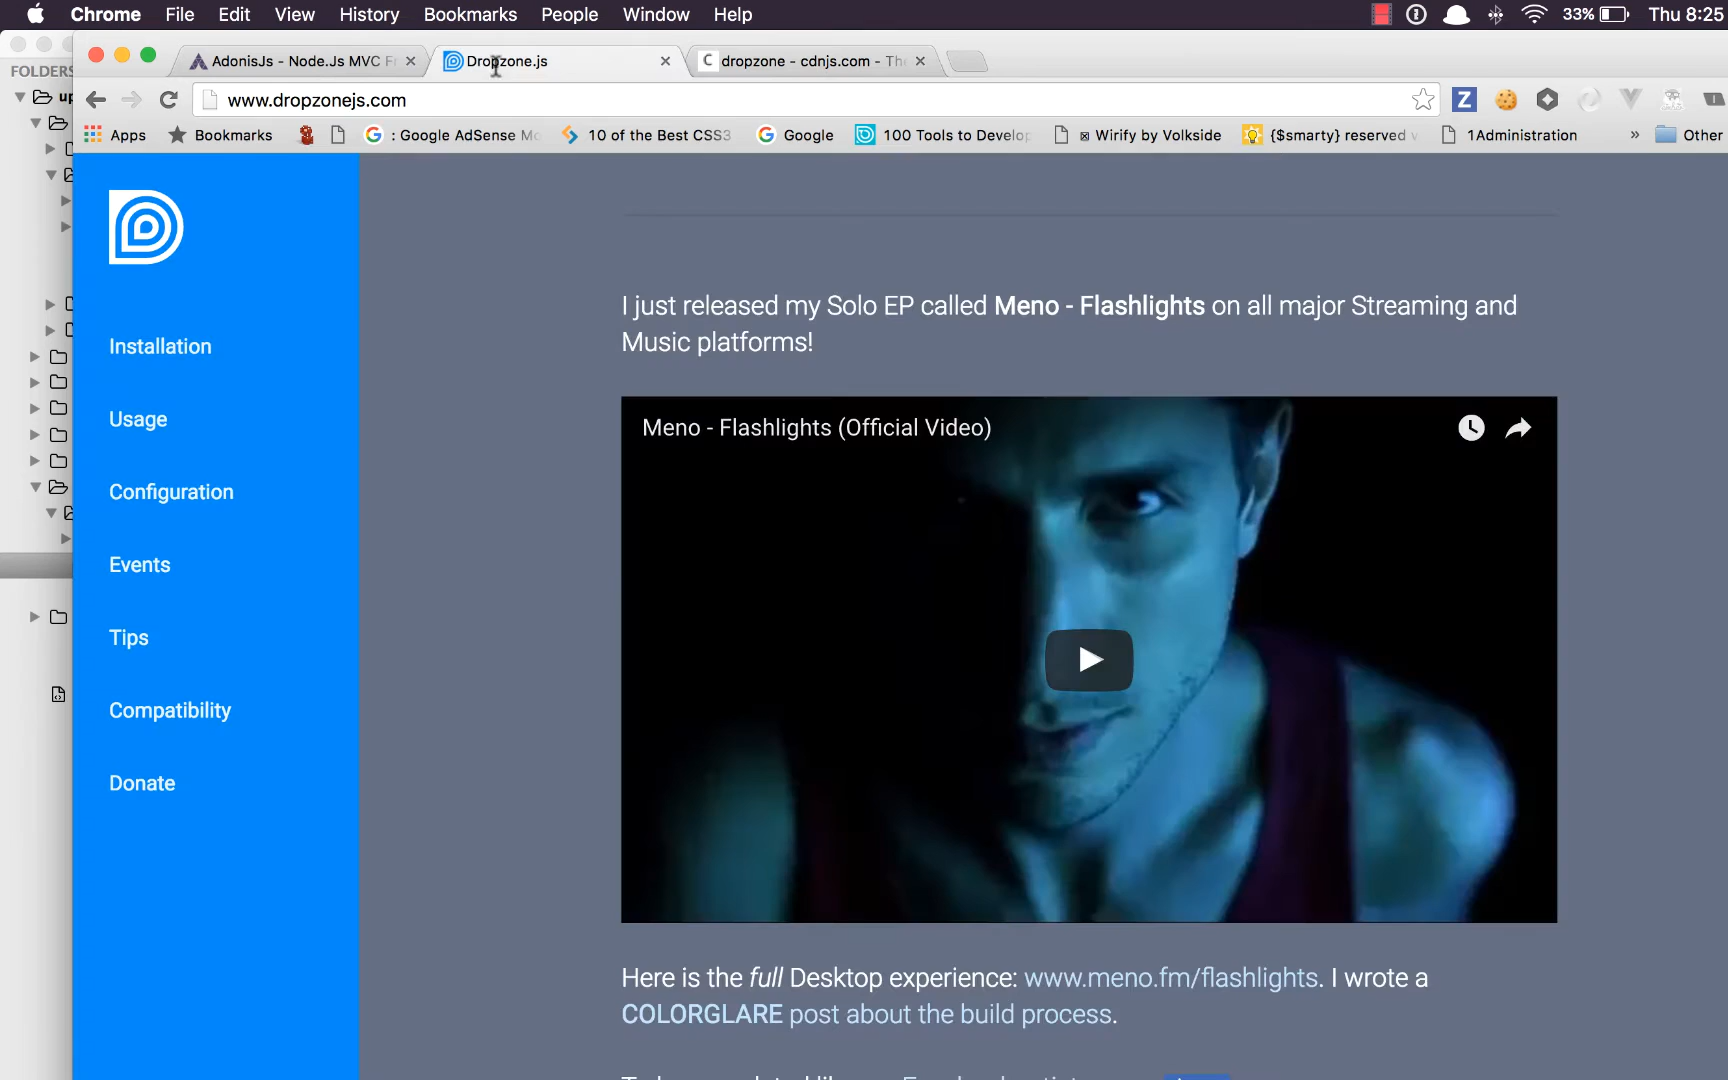 Chrome File Edit View History Bookmarks People Window Help 33% Thu 8:25
FOLDERS
AdonisJs - Node.Js MVC F
Dropzone.js
dropzone - cdnjs.com - Th
up
www.dropzonejs.com
Apps Bookmarks : Google AdSense Mo 10 of the Best CSS3 Google 100 Tools to Develop Wirify by Volkside {$smarty} reserved 1Administration » Other
Installation
Usage
Configuration
Events
Tips
Compatibility
Donate
I just released my Solo EP called Meno - Flashlights on all major Streaming and
Music platforms!
Meno - Flashlights (Official Video)
Here is the full Desktop experience: www.meno.fm/flashlights. I wrote a
COLORGLARE post about the build process.